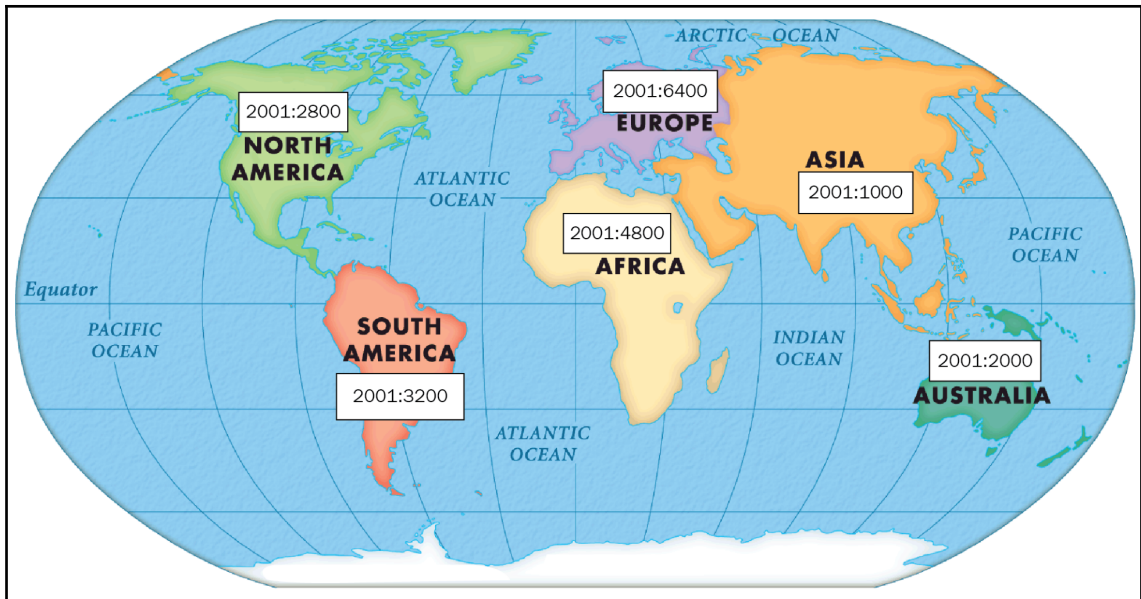 ARCTIC OCEAN
2001:6400
EUROPE
2001:2800
NORTH
AMERICA
ASIA
2001:1000
ATLANTIC
OCEAN
2001:4800
AFRICA
PACIFIC
OCEAN
Equator
PACIFIC
OCEAN
SOUTH
AMERICA
2001:3200
INDIAN
OCEAN
2001:2000
AUSTRALIA
ATLANTIC
OCEAN